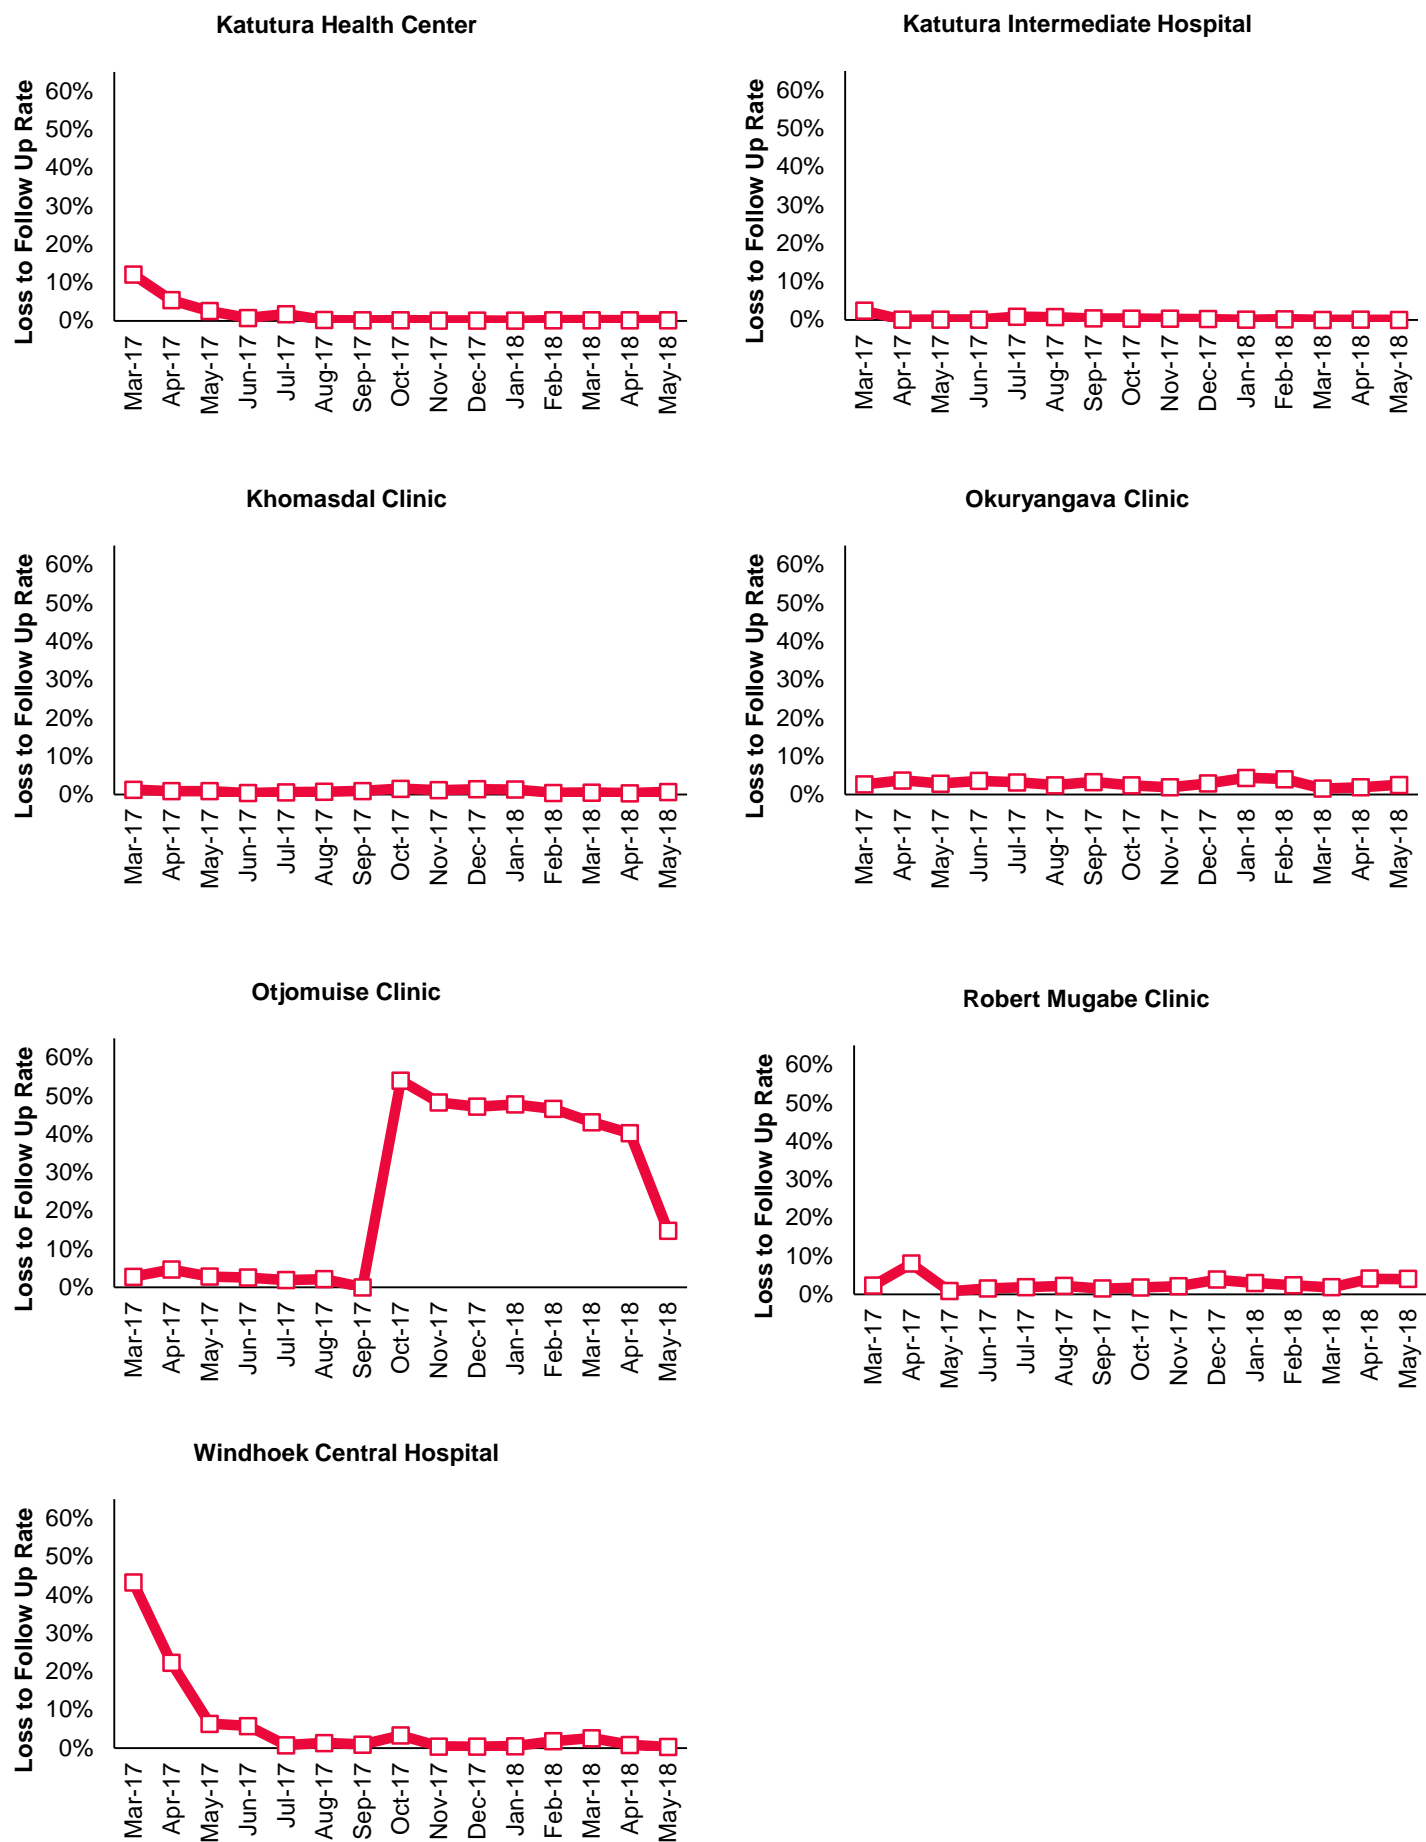 Katutura Health Center
Loss to Follow Up Rate
60%
50%
40%
30%
20%
10%
0%
Mar-17
Apr-17
May-17
Jun-17
Jul-17
Aug-17
Sep-17
Oct-17
Nov-17
Dec-17
Jan-18
Feb-18
Mar-18
Apr-18
May-18
Katutura Intermediate Hospital
Loss to Follow Up Rate
60%
50%
40%
30%
20%
10%
0%
Mar-17
Apr-17
May-17
Jun-17
Jul-17
Aug-17
Sep-17
Oct-17
Nov-17
Dec-17
Jan-18
Feb-18
Mar-18
Apr-18
May-18
Khomasdal Clinic
Loss to Follow Up Rate
60%
50%
40%
30%
20%
10%
0%
Mar-17
Apr-17
May-17
Jun-17
Jul-17
Aug-17
Sep-17
Oct-17
Nov-17
Dec-17
Jan-18
Feb-18
Mar-18
Apr-18
May-18
Okuryangava Clinic
Loss to Follow Up Rate
60%
50%
40%
30%
20%
10%
0%
Mar-17
Apr-17
May-17
Jun-17
Jul-17
Aug-17
Sep-17
Oct-17
Nov-17
Dec-17
Jan-18
Feb-18
Mar-18
Apr-18
May-18
Otjomuise Clinic
Loss to Follow Up Rate
60%
50%
40%
30%
20%
10%
0%
Mar-17
Apr-17
May-17
Jun-17
Jul-17
Aug-17
Sep-17
Oct-17
Nov-17
Dec-17
Jan-18
Feb-18
Mar-18
Apr-18
May-18
Robert Mugabe Clinic
Loss to Follow Up Rate
60%
50%
40%
30%
20%
10%
0%
Mar-17
Apr-17
May-17
Jun-17
Jul-17
Aug-17
Sep-17
Oct-17
Nov-17
Dec-17
Jan-18
Feb-18
Mar-18
Apr-18
May-18
Windhoek Central Hospital
Loss to Follow Up Rate
60%
50%
40%
30%
20%
10%
0%
Mar-17
Apr-17
May-17
Jun-17
Jul-17
Aug-17
Sep-17
Oct-17
Nov-17
Dec-17
Jan-18
Feb-18
Mar-18
Apr-18
May-18